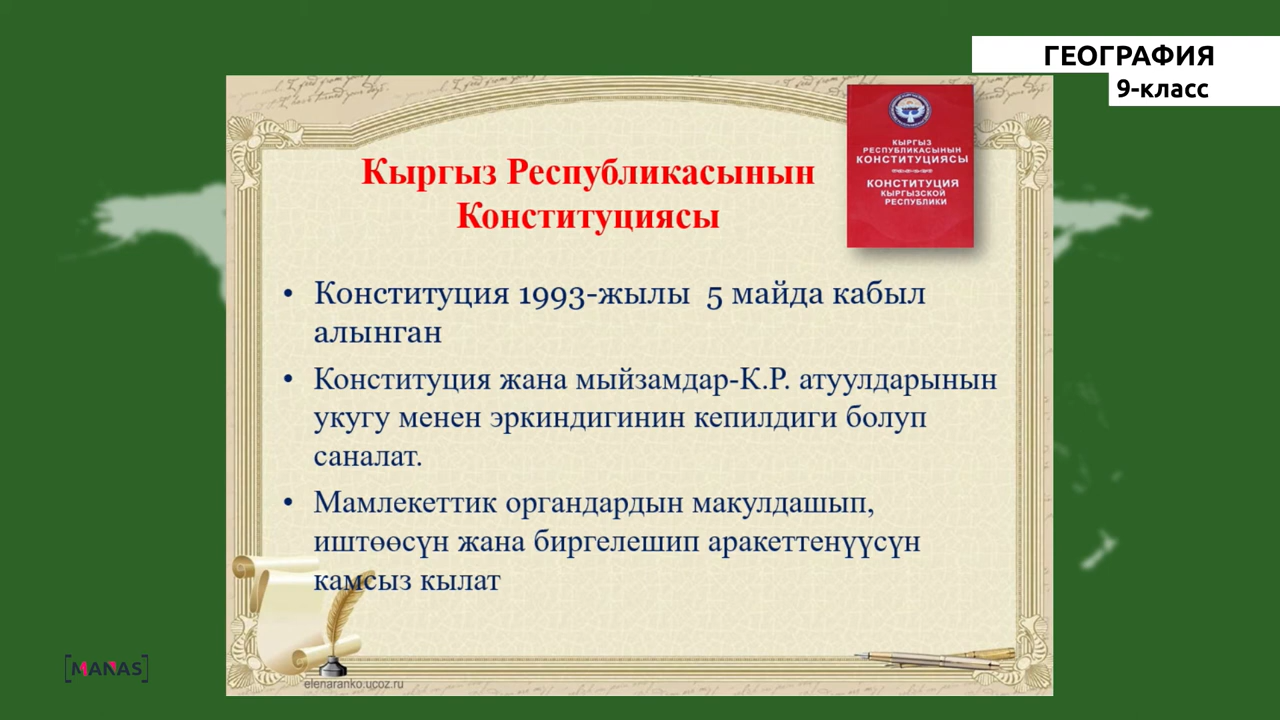 ГЕОГРАФИЯ
9-класс
КЫРГЫЗ
РЕСПУБЛИКАСЫНЫН
КОНСТИТУЦИЯСЫ
КОНСТИТУЦИЯ
КЫРГЫЗСКОЙ
РЕСПУБЛИКИ
Кыргыз Республикасынын
Конституциясы
• Конституция 1993-жылы 5 майда кабыл
алынган
• Конституция жана мыйзамдар-К.Р. атуулдарынын
укугу менен эркиндигинин кепилдиги болуп
саналат.
• Мамлекеттик органдардын макулдашып,
иштөөсүн жана биргелешип аракеттенүүсүн
камсыз кылат
[MANAS]
elenaranko.ucoz.ru